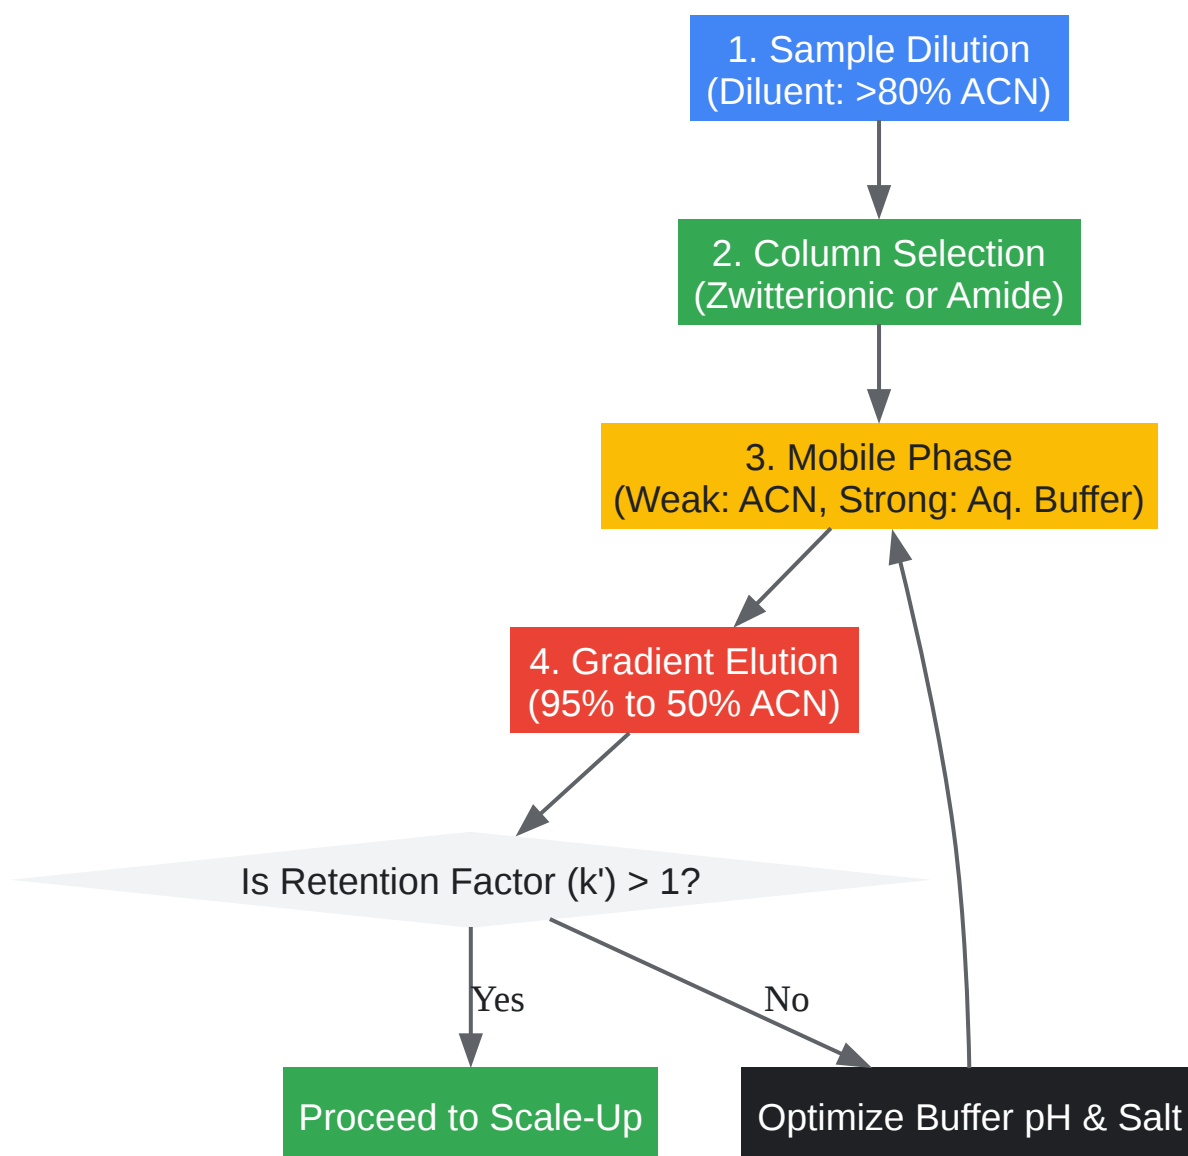 1. Sample Dilution
(Diluent: >80% ACN)
2. Column Selection
(Zwitterionic or Amide)
3. Mobile Phase
(Weak: ACN, Strong: Aq. Buffer)
4. Gradient Elution
(95% to 50% ACN)
Is Retention Factor (k') > 1?
Yes
No
Proceed to Scale-Up
Optimize Buffer pH & Salt